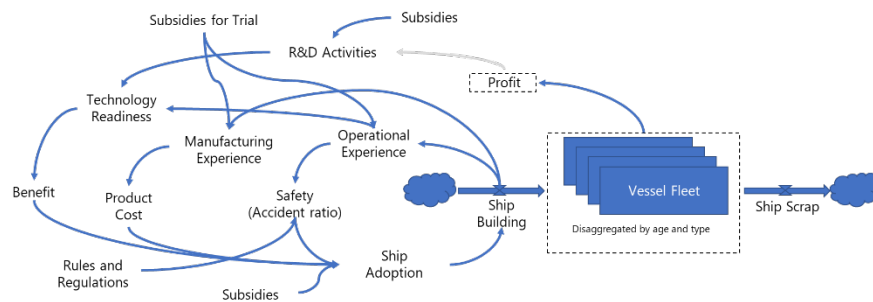 Subsidies for Trial
Subsidies
R&D Activities
Profit
Technology
Readiness
Manufacturing
Experience
Operational
Experience
Benefit
Product
Cost
Safety
(Accident ratio)
Ship
Building
Vessel Fleet
Ship Scrap
Disaggregated by age and type
Rules and
Regulations
Ship
Adoption
Subsidies